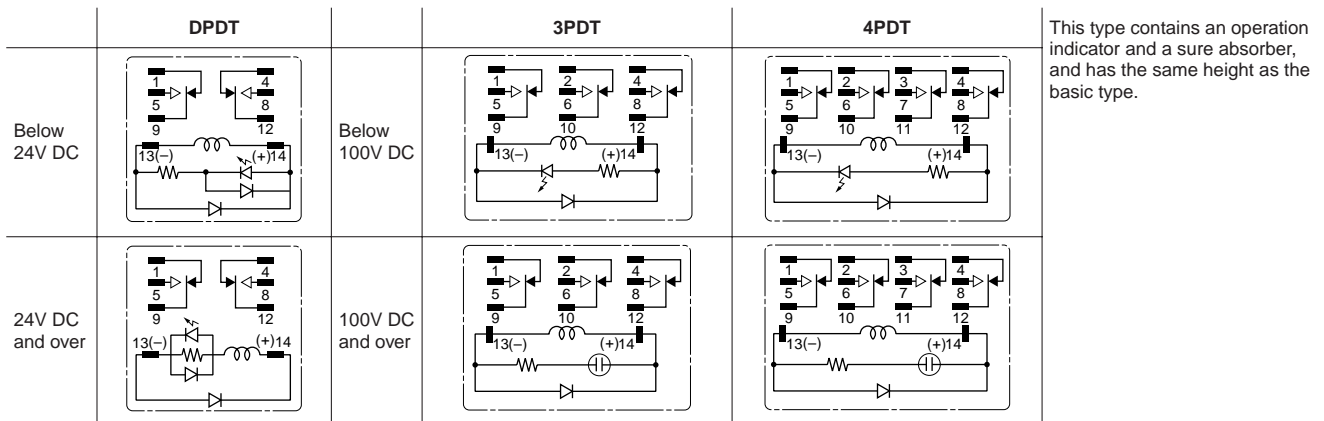 DPDT 3PDT 4PDT
This type contains an operation
indicator and a sure absorber,
and has the same height as the
basic type.
Below
24V DC
1 4
5 8
9 12
13(–) (+)14
Below
100V DC
1 2 4
5 6 8
9 10 12
13(–) (+)14
1 2 3 4
5 6 7 8
9 10 11 12
13(–) (+)14
24V DC
and over
1 4
5 8
9 12
13(–) (+)14
100V DC
and over
1 2 4
5 6 8
9 10 12
13(–) (+)14
1 2 3 4
5 6 7 8
9 10 11 12
13(–) (+)14